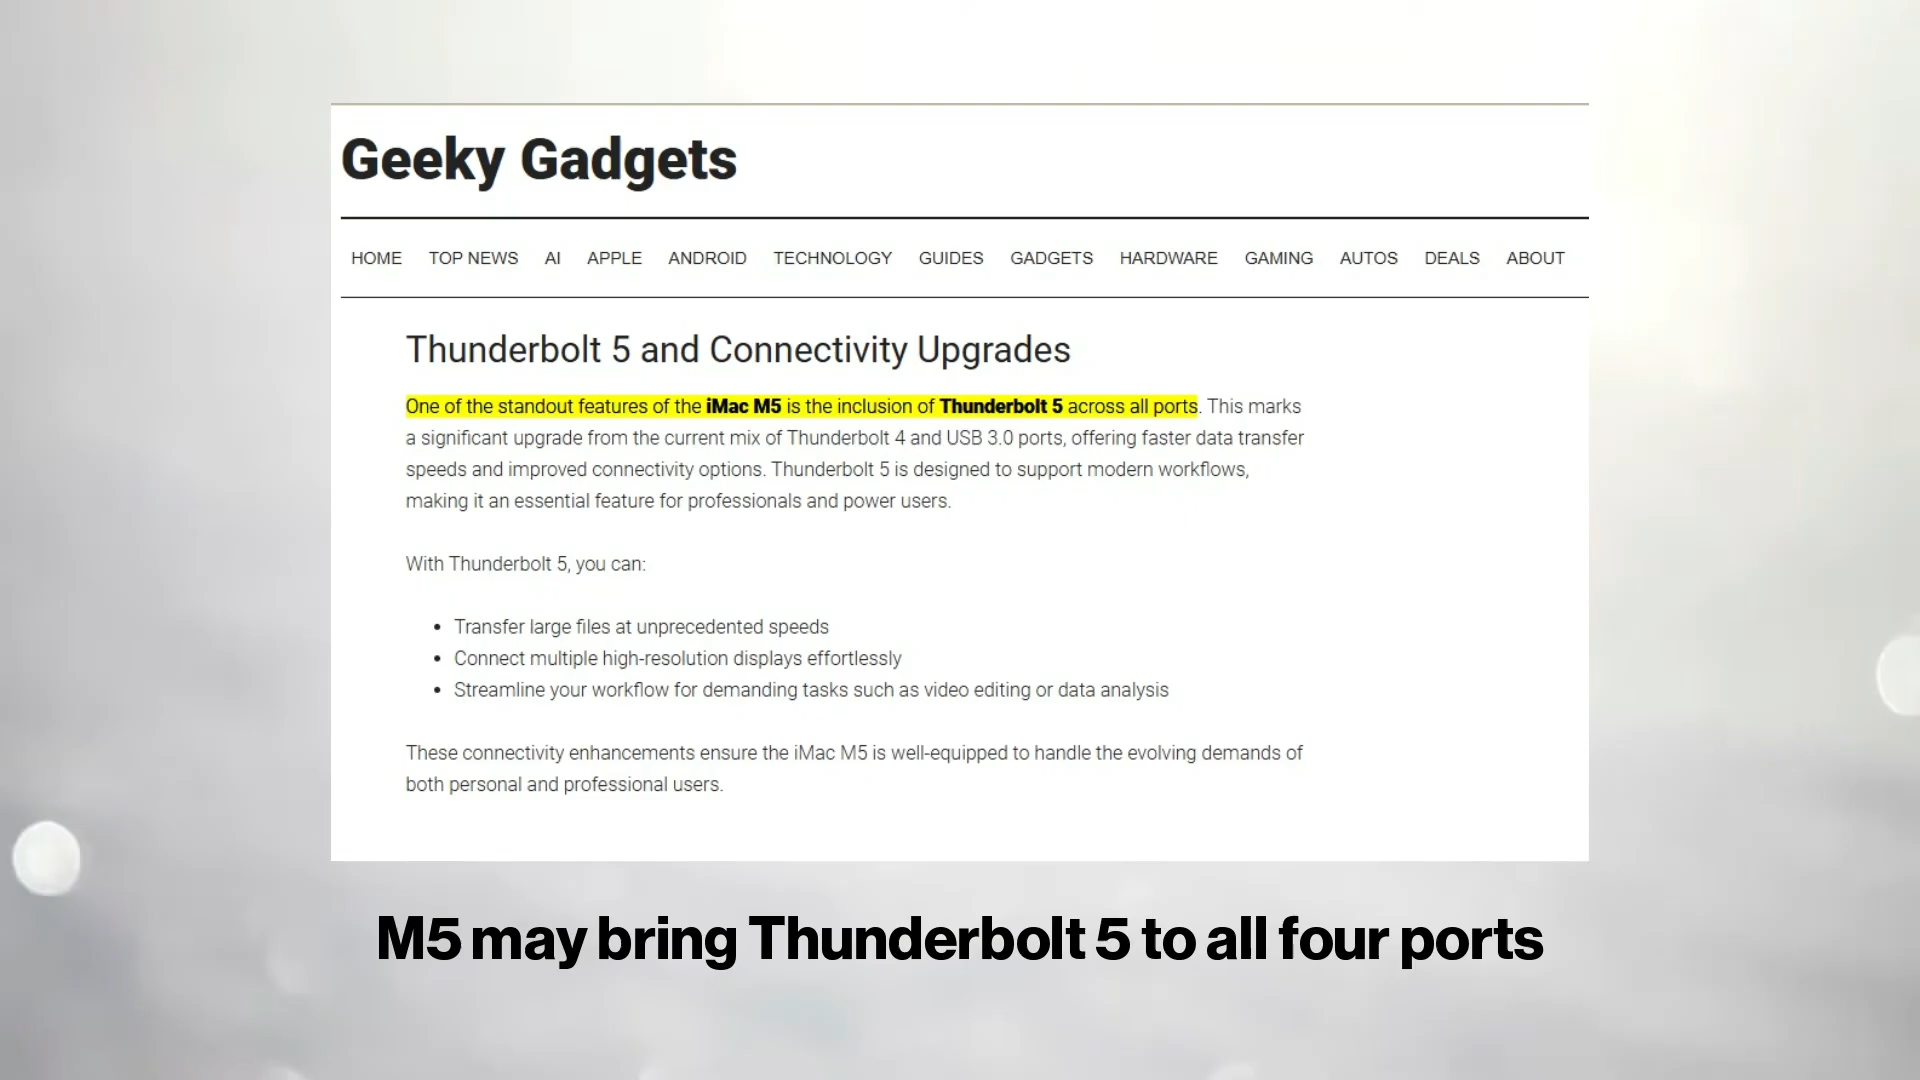 Geeky Gadgets
HOME TOP NEWS AI APPLE ANDROID TECHNOLOGY GUIDES GADGETS HARDWARE GAMING AUTOS DEALS ABOUT
Thunderbolt 5 and Connectivity Upgrades
One of the standout features of the iMac M5 is the inclusion of Thunderbolt 5 across all ports. This marks
a significant upgrade from the current mix of Thunderbolt 4 and USB 3.0 ports, offering faster data transfer
speeds and improved connectivity options. Thunderbolt 5 is designed to support modern workflows,
making it an essential feature for professionals and power users.
With Thunderbolt 5, you can:
• Transfer large files at unprecedented speeds
• Connect multiple high-resolution displays effortlessly
• Streamline your workflow for demanding tasks such as video editing or data analysis
These connectivity enhancements ensure the iMac M5 is well-equipped to handle the evolving demands of
both personal and professional users.
M5 may bring Thunderbolt 5 to all four ports